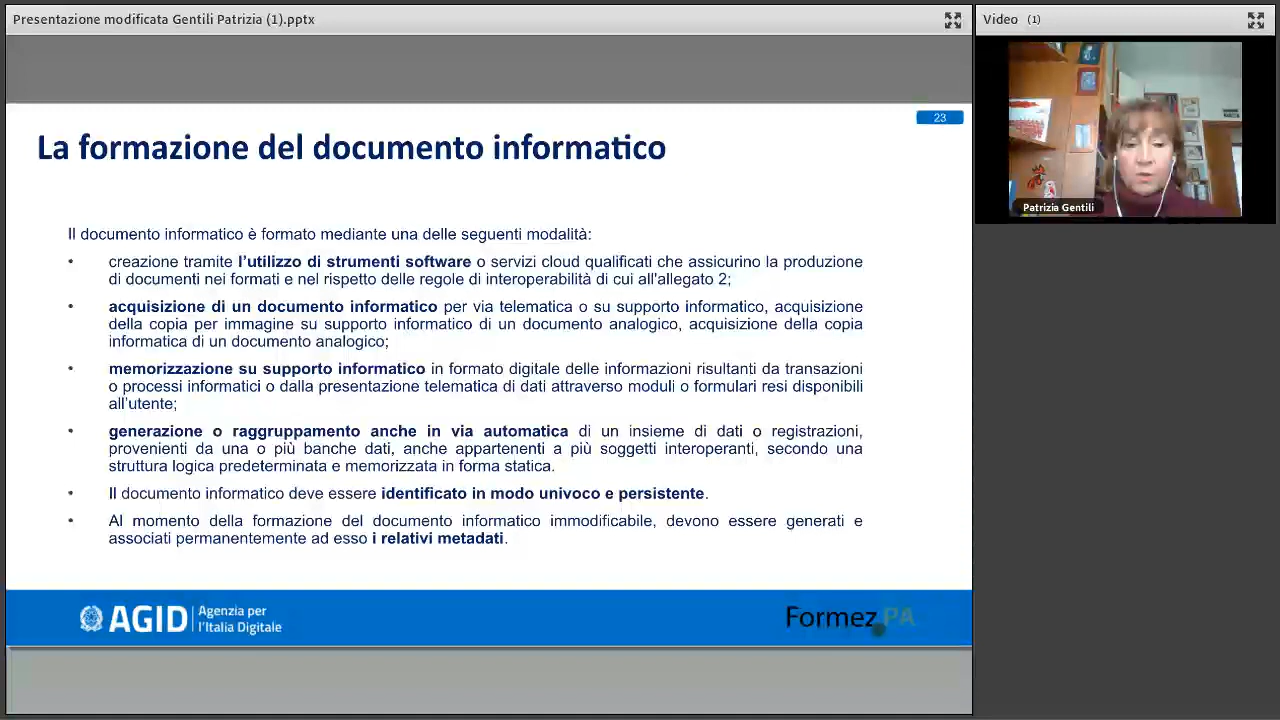 Presentazione modificata Gentili Patrizia (1).pptx
Video (1)
Patrizia Gentili
23
La formazione del documento informatico
Il documento informatico è formato mediante una delle seguenti modalità:
• creazione tramite l'utilizzo di strumenti software o servizi cloud qualificati che assicurino la produzione
di documenti nei formati e nel rispetto delle regole di interoperabilità di cui all'allegato 2;
• acquisizione di un documento informatico per via telematica o su supporto informatico, acquisizione
della copia per immagine su supporto informatico di un documento analogico, acquisizione della copia
informatica di un documento analogico;
• memorizzazione su supporto informatico in formato digitale delle informazioni risultanti da transazioni
o processi informatici o dalla presentazione telematica di dati attraverso moduli o formulari resi disponibili
all'utente;
• generazione o raggruppamento anche in via automatica di un insieme di dati o registrazioni,
provenienti da una o più banche dati, anche appartenenti a più soggetti interoperanti, secondo una
struttura logica predeterminata e memorizzata in forma statica.
• Il documento informatico deve essere identificato in modo univoco e persistente.
• Al momento della formazione del documento informatico immodificabile, devono essere generati e
associati permanentemente ad esso i relativi metadati.
AGID
Agenzia per
l'Italia Digitale
Formez PA